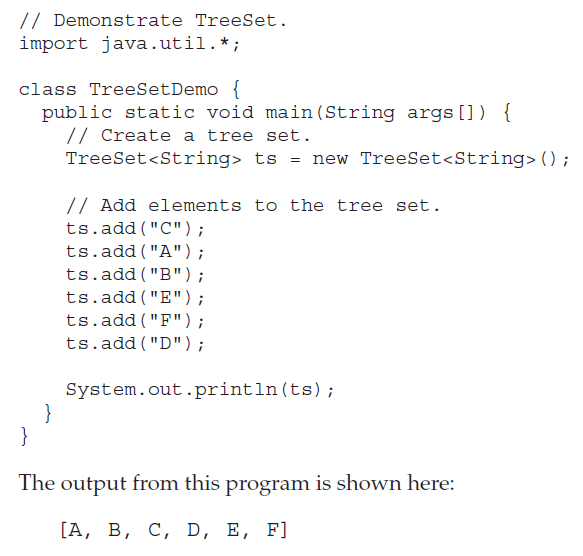 // Demonstrate TreeSet.
import java.util.*;

class TreeSetDemo {
  public static void main(String args[]) {
    // Create a tree set.
    TreeSet<String> ts = new TreeSet<String>();

    // Add elements to the tree set.
    ts.add("C");
    ts.add("A");
    ts.add("B");
    ts.add("E");
    ts.add("F");
    ts.add("D");

    System.out.println(ts);
  }
}

The output from this program is shown here:

[A, B, C, D, E, F]